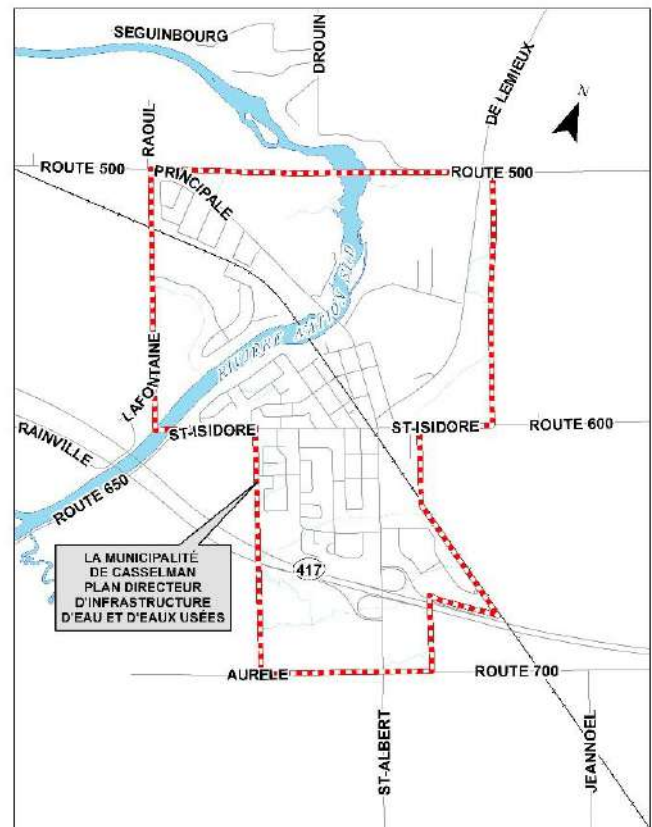 SEGUINBOURG
DROUIN
DE LEMIEUX
N
RAOUL
ROUTE 500
PRINCIPALE
ROUTE 500
RIVIÈRE NATION SUD
LAFONTAINE
RAINVILLE
ST-ISIDORE
ST-ISIDORE
ROUTE 600
ROUTE 650
LA MUNICIPALITÉ
DE CASSELMAN
PLAN DIRECTEUR
D'INFRASTRUCTURE
D'EAU ET D'EAUX USÉES
417
AURELE
ROUTE 700
ST-ALBERT
JEANNOEL